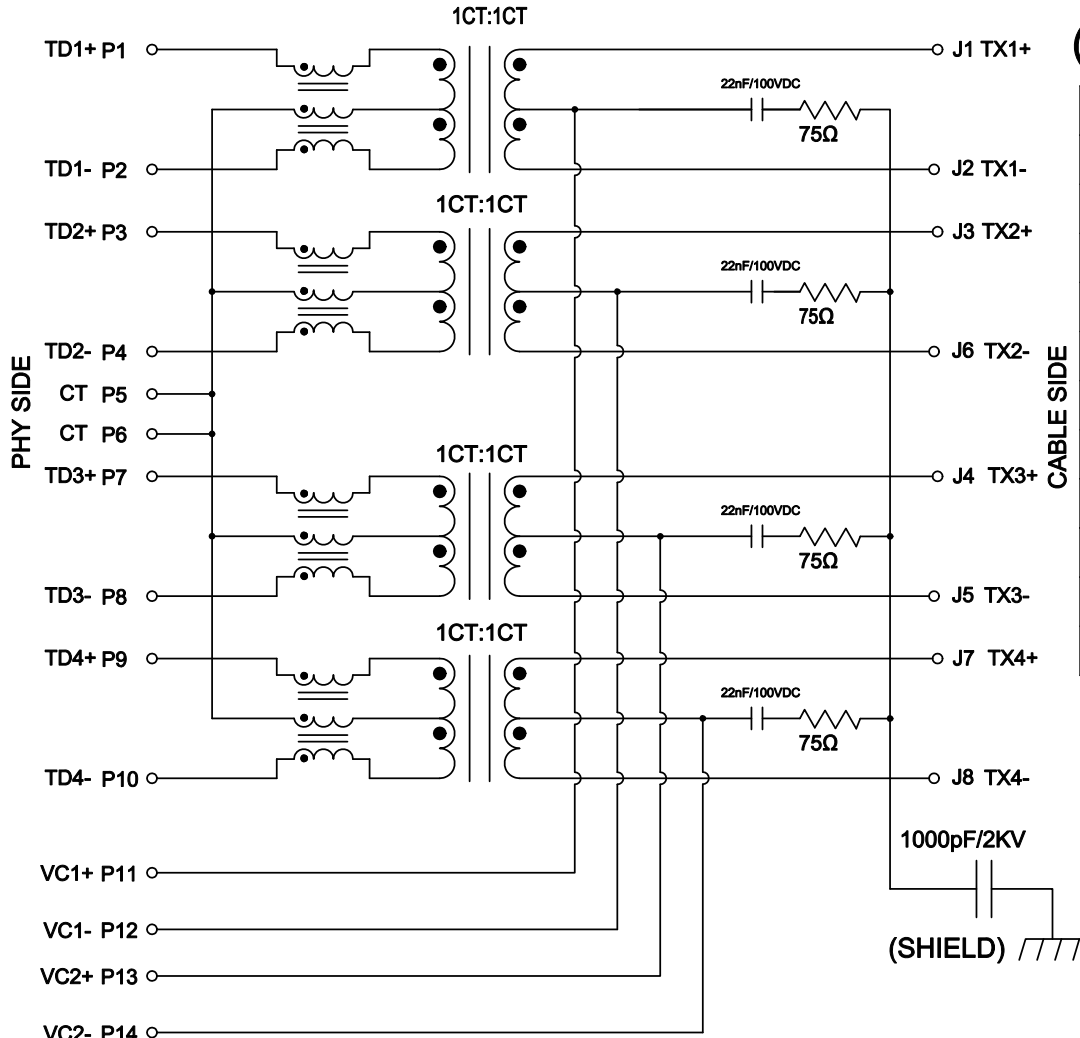 1CT:1CT
TD1+ P1
J1 TX1+
22nF/100VDC
75Ω
TD1- P2
J2 TX1-
1CT:1CT
TD2+ P3
J3 TX2+
22nF/100VDC
75Ω
TD2- P4
J6 TX2-
PHY SIDE
CABLE SIDE
CT P5
CT P6
1CT:1CT
TD3+ P7
J4 TX3+
22nF/100VDC
75Ω
TD3- P8
J5 TX3-
1CT:1CT
TD4+ P9
J7 TX4+
22nF/100VDC
75Ω
TD4- P10
J8 TX4-
1000pF/2KV
VC1+ P11
VC1- P12
(SHIELD)
VC2+ P13
VC2- P14